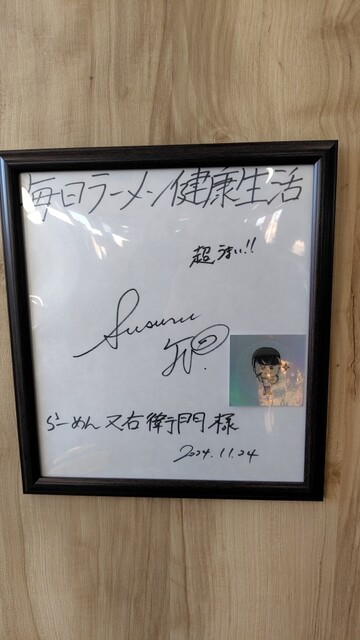 毎日ラーメン健康生活
超うまい!!
Susuru
TV.
らーめん 又右衛門 様
2024.11.24